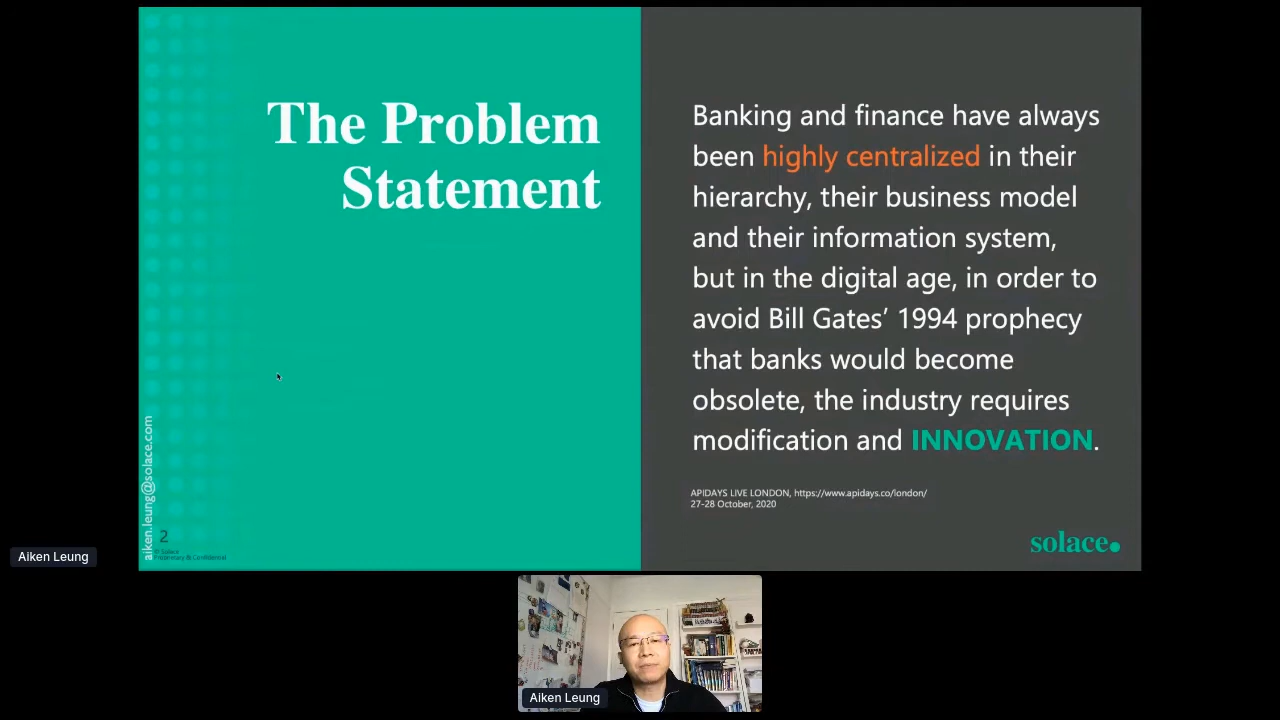 The Problem
Statement
Banking and finance have always
been highly centralized in their
hierarchy, their business model
and their information system,
but in the digital age, in order to
avoid Bill Gates’ 1994 prophecy
that banks would become
obsolete, the industry requires
modification and INNOVATION.
APIDAYS LIVE LONDON, https://www.apidays.co/london/
27-28 October, 2020
aiken.leung@solace.com
2
© Solace
Proprietary & Confidential
solace.
Aiken Leung
Aiken Leung